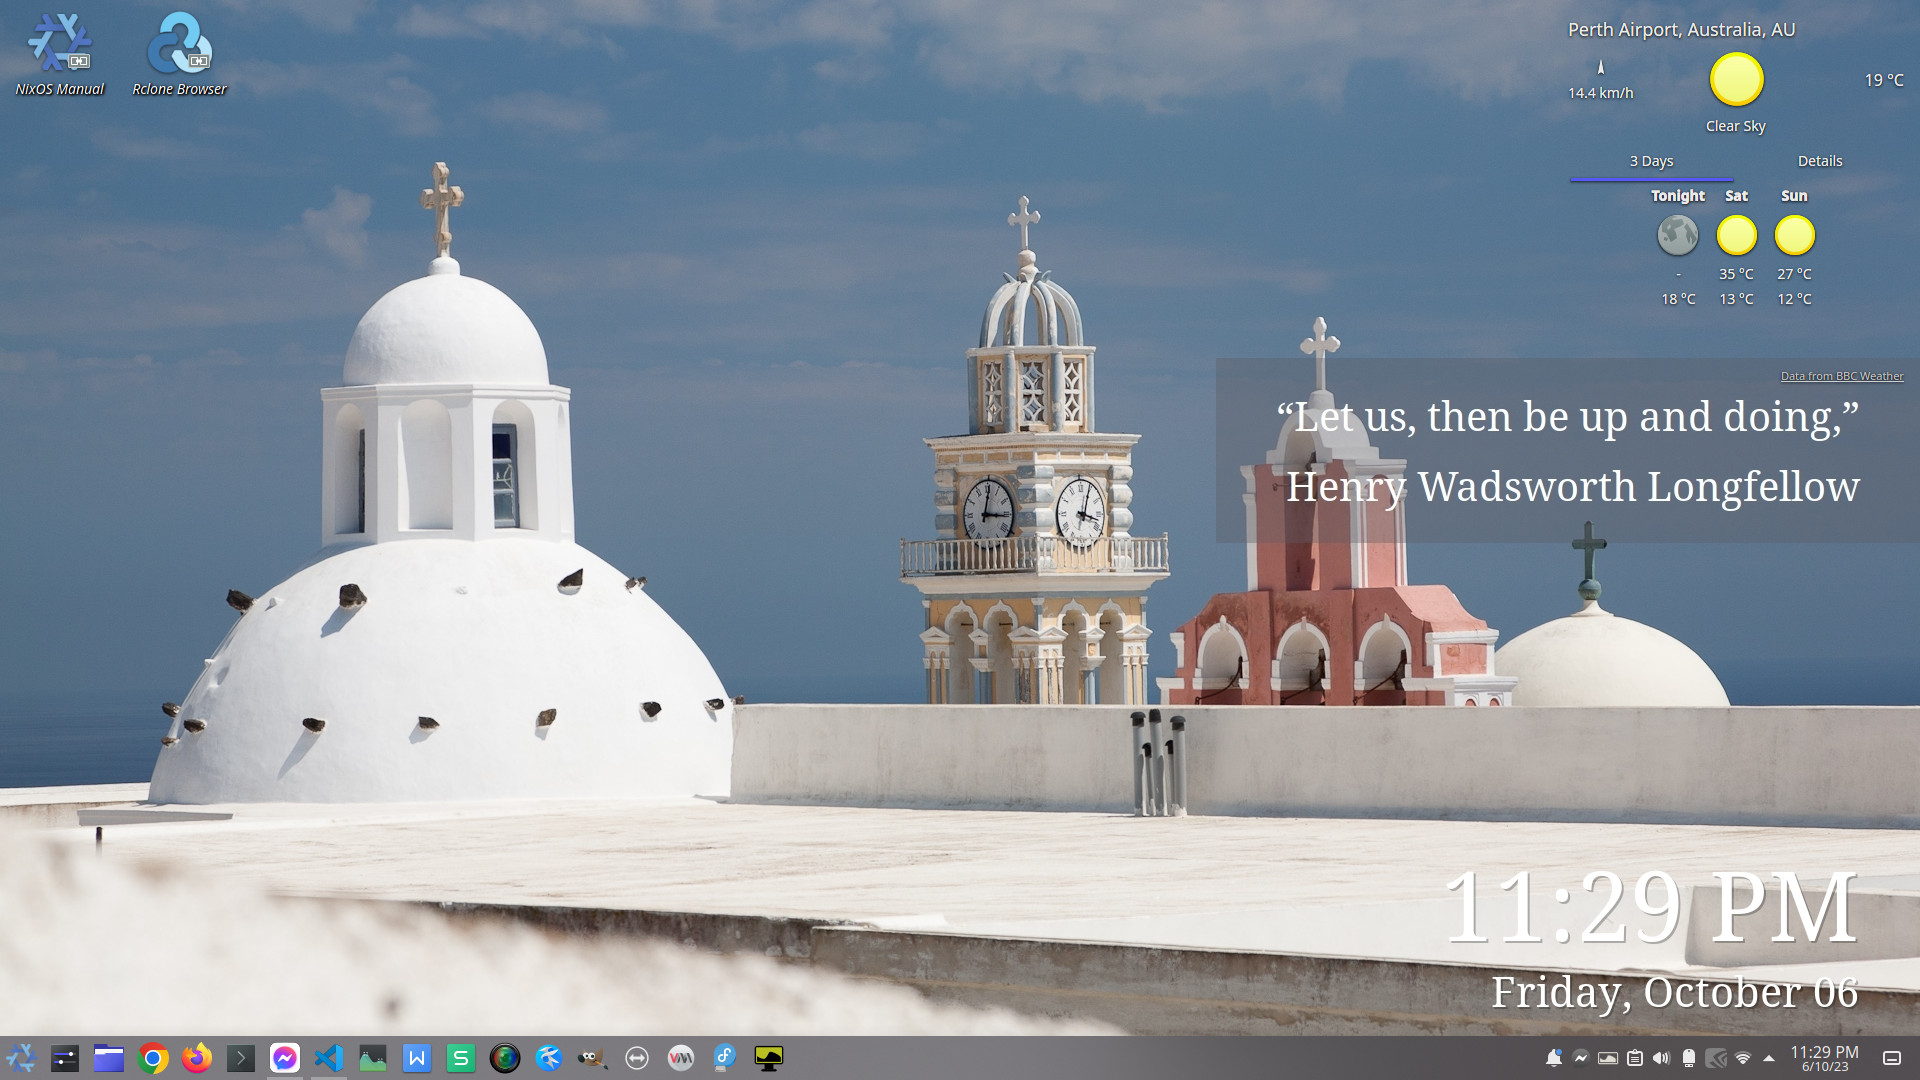 NixOS Manual
Rclone Browser
Perth Airport, Australia, AU
14.4 km/h
19 °C
Clear Sky
3 Days
Details
Tonight Sat Sun
- 35 °C 27 °C
18 °C 13 °C 12 °C
Data from BBC Weather
“Let us, then be up and doing,”
Henry Wadsworth Longfellow
11:29 PM
Friday, October 06
W
S
VM
11:29 PM
6/10/23